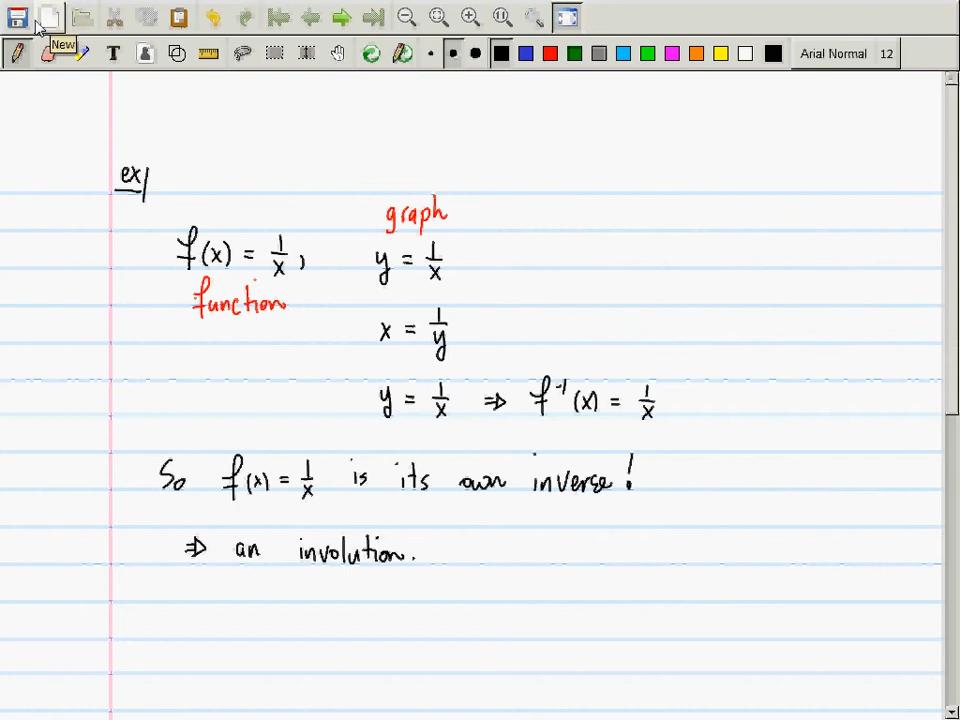 New
T
Arial Normal 12
ex
graph
f(x) = 1/x, y = 1/x
function
x = 1/y
y = 1/x ⇒ f⁻¹(x) = 1/x
So f(x) = 1/x is its own inverse!
⇒ an involution.